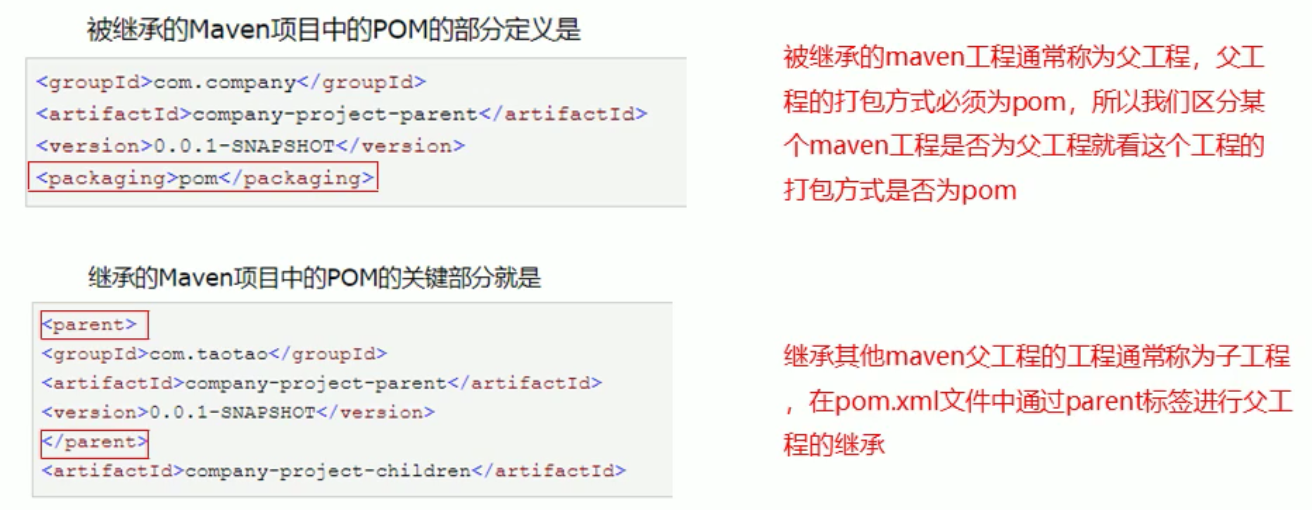 被继承的Maven项目中的POM的部分定义是
<groupId>com.company</groupId>
<artifactId>company-project-parent</artifactId>
<version>0.0.1-SNAPSHOT</version>
<packaging>pom</packaging>
被继承的maven工程通常称为父工程，父工
程的打包方式必须为pom，所以我们区分某
个maven工程是否为父工程就看这个工程的
打包方式是否为pom
继承的Maven项目中的POM的关键部分就是
<parent>
<groupId>com.taotao</groupId>
<artifactId>company-project-parent</artifactId>
<version>0.0.1-SNAPSHOT</version>
</parent>
<artifactId>company-project-children</artifactId>
继承其他maven父工程的工程通常称为子工程
，在pom.xml文件中通过parent标签进行父工
程的继承